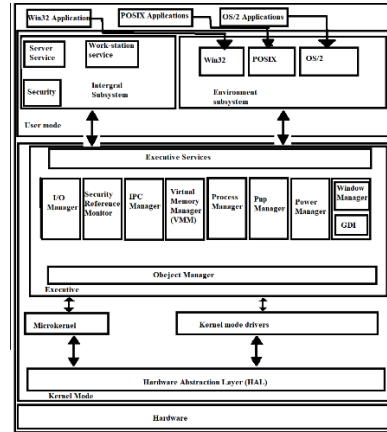 Win32 Application
POSIX Applications
OS/2 Applications
Server
Service
Work-station
service
Security
Intergral
Subsystem
User mode
Win32
POSIX
OS/2
Environment
subsystem
Executive Services
I/O
Manager
Security
Reference
Monitor
IPC
Manager
Virtual
Memory
Manager
(VMM)
Process
Manager
Pnp
Manager
Power
Manager
Window
Manager
GDI
Obeject Manager
Executive
Microkernel
Kernel mode drivers
Hardware Abstraction Layer (HAL)
Kernel Mode
Hardware